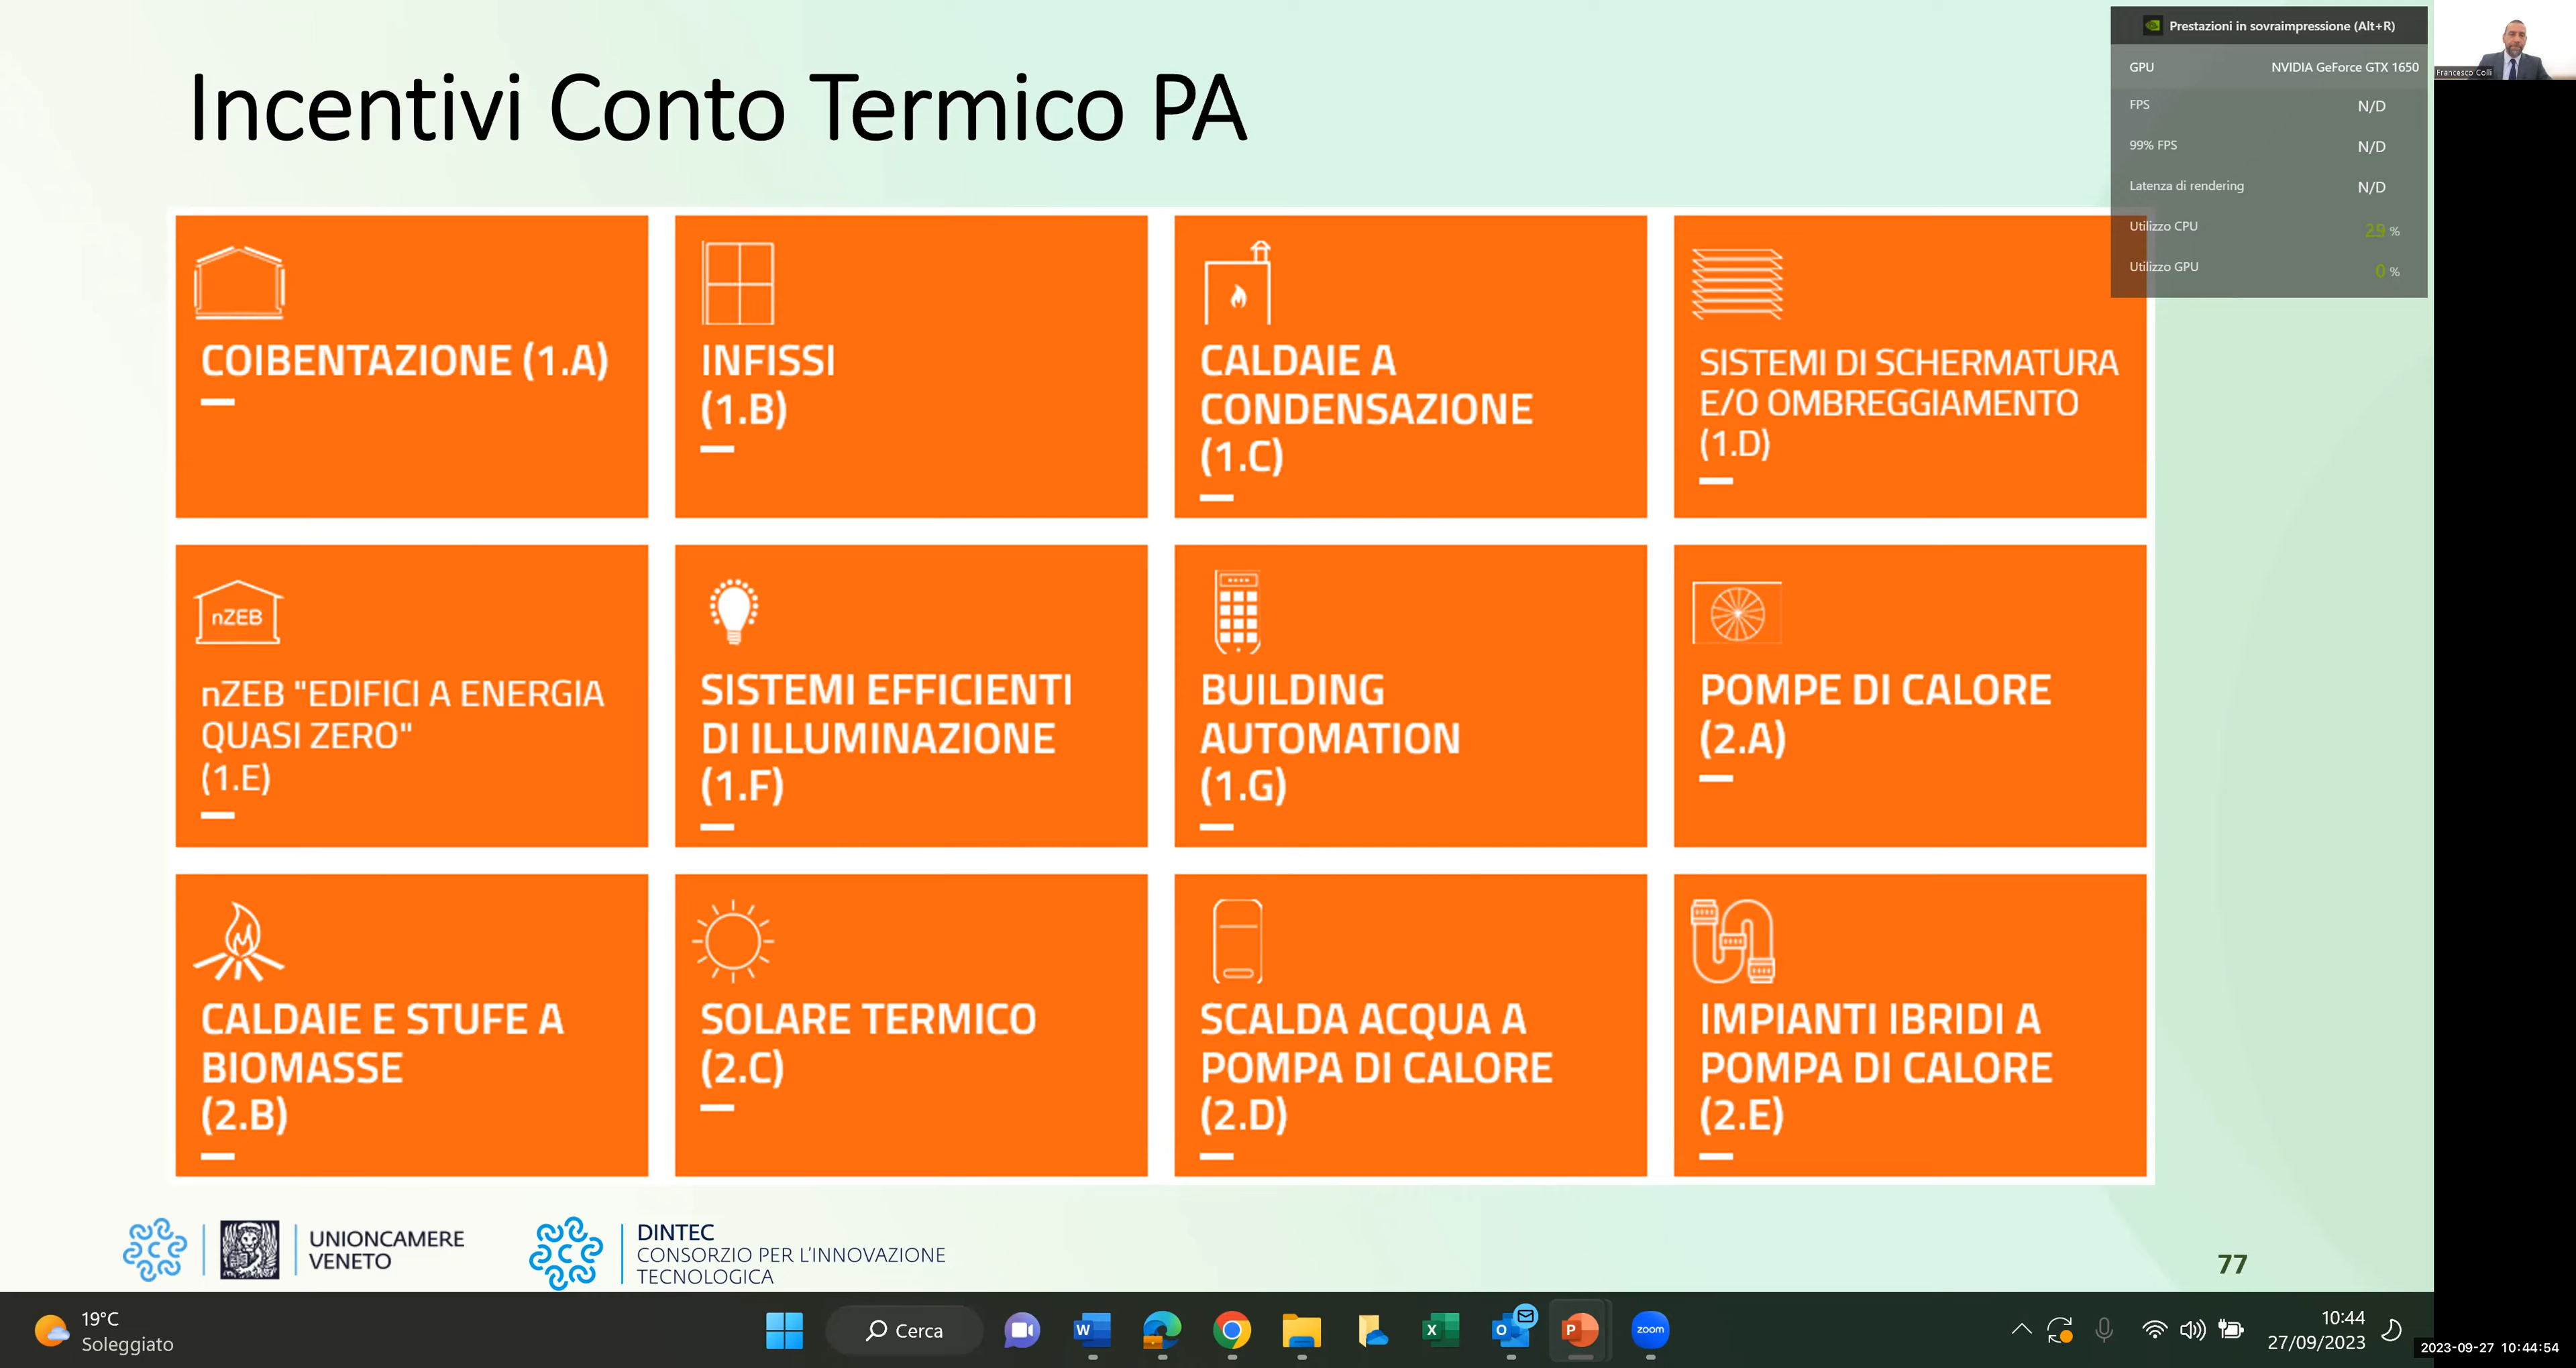 Incentivi Conto Termico PA
Prestazioni in sovraimpressione (Alt+R)
GPU NVIDIA GeForce GTX 1650
FPS N/D
99% FPS N/D
Latenza di rendering N/D
Utilizzo CPU 29 %
Utilizzo GPU 0 %
Francesco Colli
COIBENTAZIONE (1.A)
INFISSI
(1.B)
CALDAIE A
CONDENSAZIONE
(1.C)
SISTEMI DI SCHERMATURA
E/O OMBREGGIAMENTO
(1.D)
nZEB
nZEB "EDIFICI A ENERGIA
QUASI ZERO"
(1.E)
SISTEMI EFFICIENTI
DI ILLUMINAZIONE
(1.F)
BUILDING
AUTOMATION
(1.G)
POMPE DI CALORE
(2.A)
CALDAIE E STUFE A
BIOMASSE
(2.B)
SOLARE TERMICO
(2.C)
SCALDA ACQUA A
POMPA DI CALORE
(2.D)
IMPIANTI IBRIDI A
POMPA DI CALORE
(2.E)
UNIONCAMERE
VENETO
DINTEC
CONSORZIO PER L'INNOVAZIONE
TECNOLOGICA
77
19°C
Soleggiato
Cerca
zoom
10:44
27/09/2023
2023-09-27 10:44:54